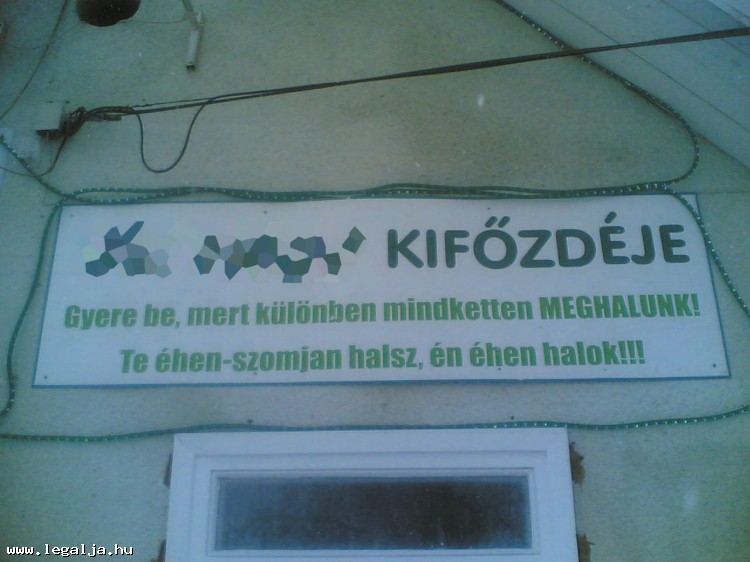 KIFŐZDÉJE
Gyere be, mert különben mindketten MEGHALUNK!
Te éhen-szomjan halsz, én éhen halok!!!
www.legalja.hu